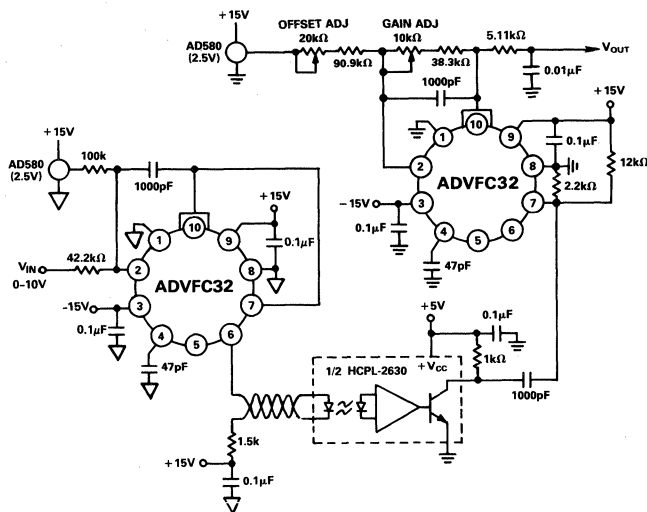 +15V
OFFSET ADJ
20kΩ
GAIN ADJ
10kΩ
5.11kΩ
AD580
(2.5V)
90.9kΩ
38.3kΩ
VOUT
0.01μF
1000pF
+15V
+15V
AD580
(2.5V)
100k
1000pF
1
10
9
2
8
3
7
4
5
6
ADVFC32
0.1μF
12kΩ
2.2kΩ
-15V
0.1μF
47pF
+15V
0.1μF
VIN
0–10V
42.2kΩ
1
10
9
2
8
3
7
4
5
6
ADVFC32
-15V
0.1μF
47pF
+5V
0.1μF
1/2 HCPL-2630
+VCC
1kΩ
1000pF
1.5k
+15V
0.1μF